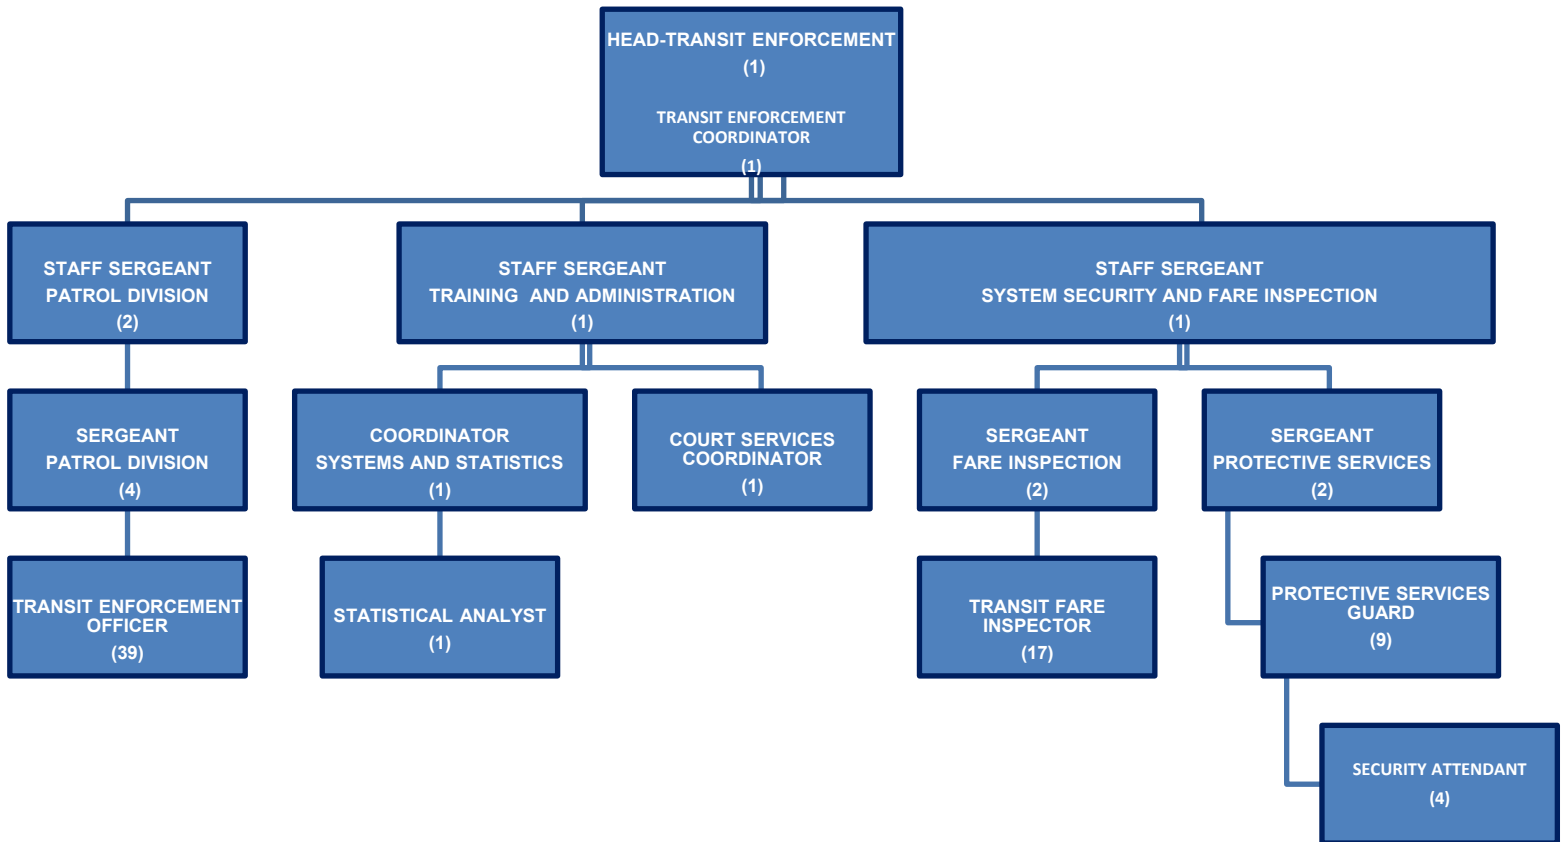 HEAD-TRANSIT ENFORCEMENT
(1)
TRANSIT ENFORCEMENT
COORDINATOR
(1)
STAFF SERGEANT
PATROL DIVISION
(2)
STAFF SERGEANT
TRAINING AND ADMINISTRATION
(1)
STAFF SERGEANT
SYSTEM SECURITY AND FARE INSPECTION
(1)
SERGEANT
PATROL DIVISION
(4)
COORDINATOR
SYSTEMS AND STATISTICS
(1)
COURT SERVICES
COORDINATOR
(1)
SERGEANT
FARE INSPECTION
(2)
SERGEANT
PROTECTIVE SERVICES
(2)
TRANSIT ENFORCEMENT
OFFICER
(39)
STATISTICAL ANALYST
(1)
TRANSIT FARE
INSPECTOR
(17)
PROTECTIVE SERVICES
GUARD
(9)
SECURITY ATTENDANT
(4)